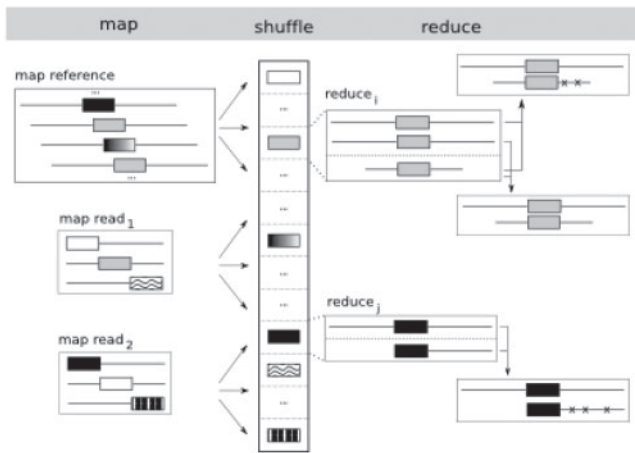 map shuffle reduce
map reference
...
...
reduce i
...
...
...
map read 1
...
...
reduce j
map read 2
...